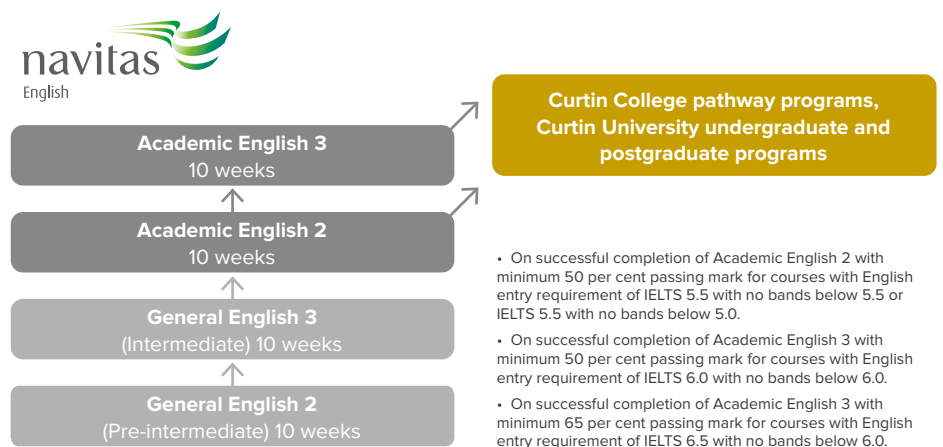 navitas
English
Curtin College pathway programs,
Curtin University undergraduate and
postgraduate programs
Academic English 3
10 weeks
Academic English 2
10 weeks
General English 3
(Intermediate) 10 weeks
General English 2
(Pre-intermediate) 10 weeks
• On successful completion of Academic English 2 with
minimum 50 per cent passing mark for courses with English
entry requirement of IELTS 5.5 with no bands below 5.5 or
IELTS 5.5 with no bands below 5.0.
• On successful completion of Academic English 3 with
minimum 50 per cent passing mark for courses with English
entry requirement of IELTS 6.0 with no bands below 6.0.
• On successful completion of Academic English 3 with
minimum 65 per cent passing mark for courses with English
entry requirement of IELTS 6.5 with no bands below 6.0.